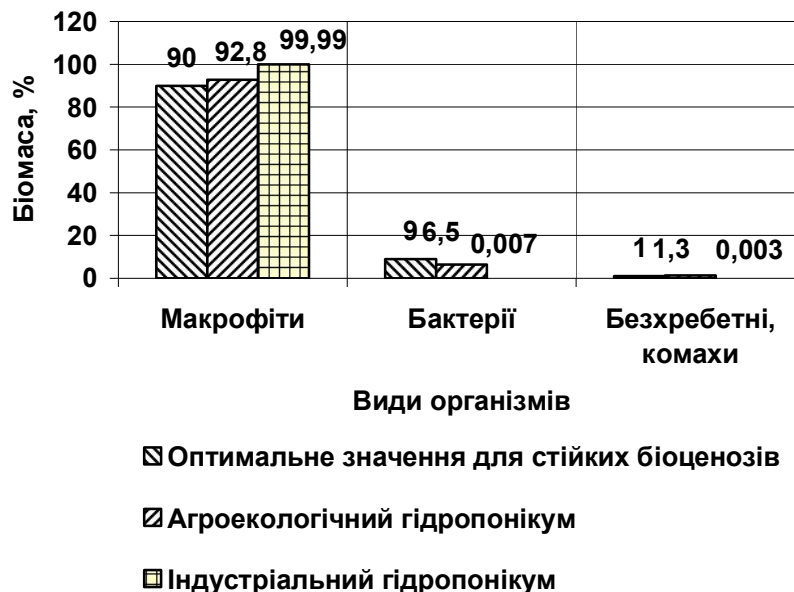 120
100
80
60
40
20
0
Біомаса, %
90 92,8 99,99
9 6,5 0,007
1 1,3 0,003
Макрофіти Бактерії Безхребетні,
комахи
Види організмів
Оптимальне значення для стійких біоценозів
Агроекологічний гідропонікум
Індустріальний гідропонікум